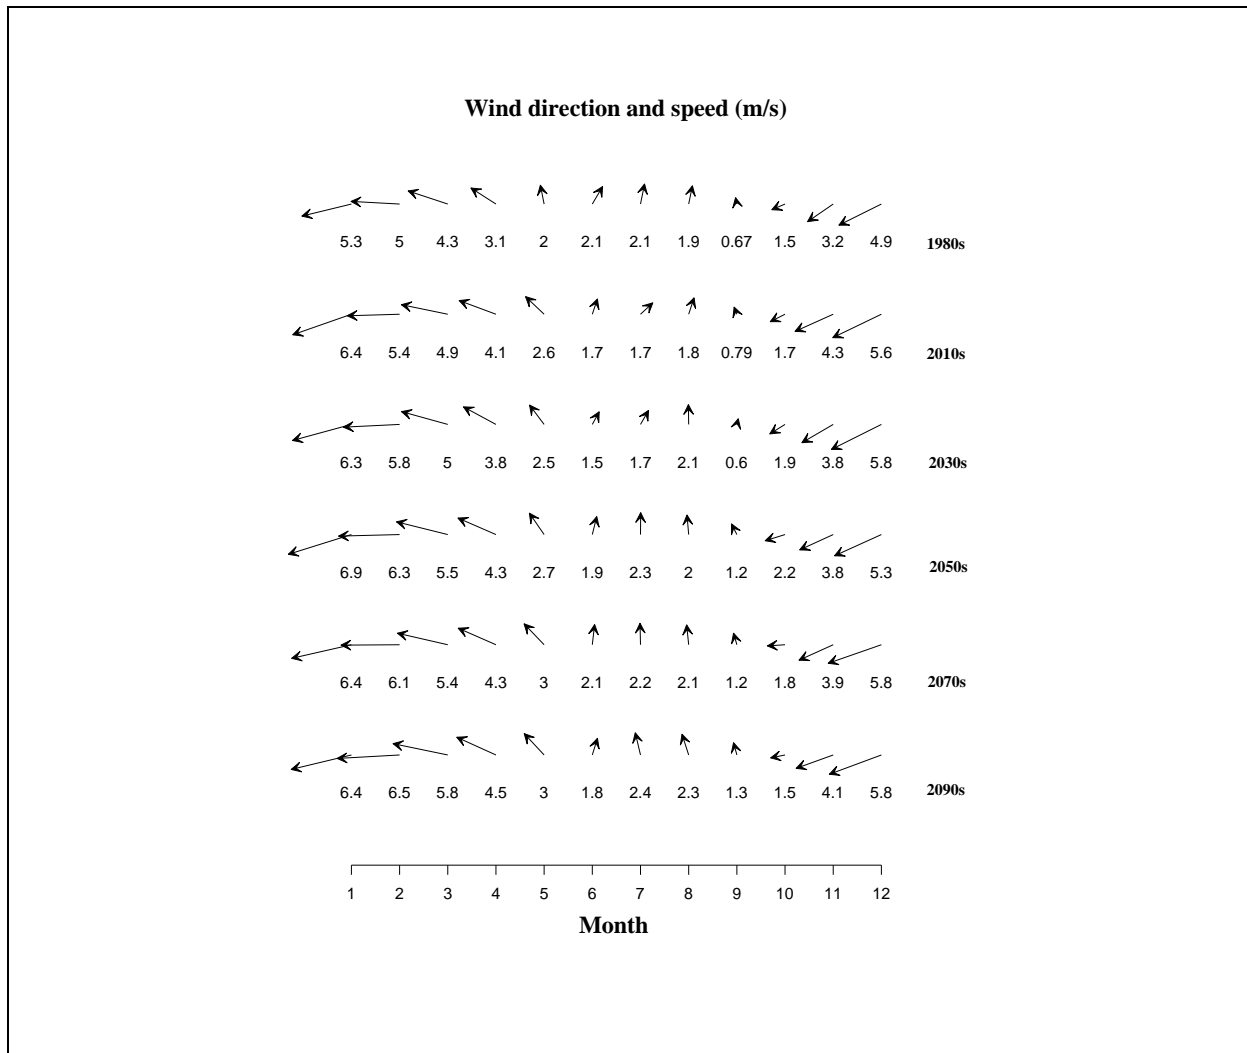 Wind direction and speed (m/s)
5.3 5 4.3 3.1 2 2.1 2.1 1.9 0.67 1.5 3.2 4.9 1980s
6.4 5.4 4.9 4.1 2.6 1.7 1.7 1.8 0.79 1.7 4.3 5.6 2010s
6.3 5.8 5 3.8 2.5 1.5 1.7 2.1 0.6 1.9 3.8 5.8 2030s
6.9 6.3 5.5 4.3 2.7 1.9 2.3 2 1.2 2.2 3.8 5.3 2050s
6.4 6.1 5.4 4.3 3 2.1 2.2 2.1 1.2 1.8 3.9 5.8 2070s
6.4 6.5 5.8 4.5 3 1.8 2.4 2.3 1.3 1.5 4.1 5.8 2090s
1 2 3 4 5 6 7 8 9 10 11 12
Month